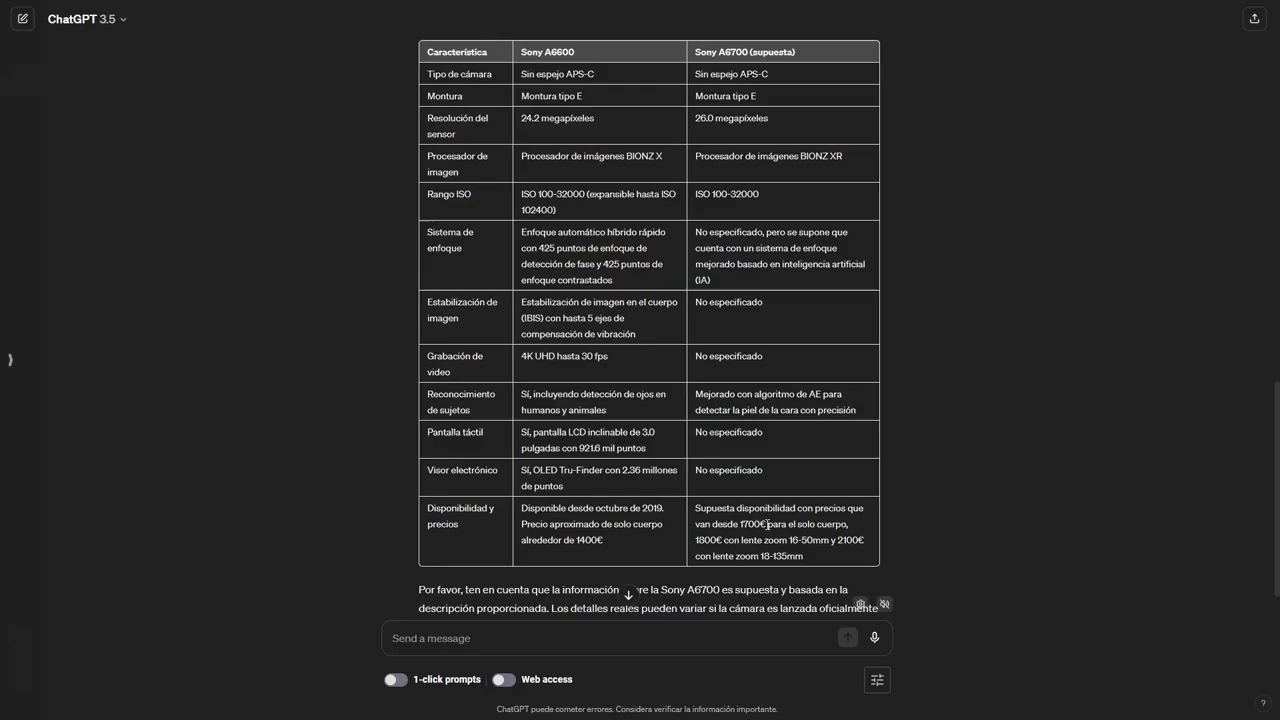 ChatGPT 3.5
Característica Sony A6600 Sony A6700 (supuesta)
Tipo de cámara Sin espejo APS-C Sin espejo APS-C
Montura Montura tipo E Montura tipo E
Resolución del 24.2 megapíxeles 26.0 megapíxeles
sensor
Procesador de Procesador de imágenes BIONZ X Procesador de imágenes BIONZ XR
imagen
Rango ISO ISO 100-32000 (expansible hasta ISO ISO 100-32000
102400)
Sistema de Enfoque automático híbrido rápido No especificado, pero se supone que
enfoque con 425 puntos de enfoque de cuenta con un sistema de enfoque
detección de fase y 425 puntos de mejorado basado en inteligencia artificial
enfoque contrastados (IA)
Estabilización de Estabilización de imagen en el cuerpo No especificado
imagen (IBIS) con hasta 5 ejes de
compensación de vibración
Grabación de 4K UHD hasta 30 fps No especificado
video
Reconocimiento Sí, incluyendo detección de ojos en Mejorado con algoritmo de AE para
de sujetos humanos y animales detectar la piel de la cara con precisión
Pantalla táctil Sí, pantalla LCD inclinable de 3.0 No especificado
pulgadas con 921.6 mil puntos
Visor electrónico Sí, OLED Tru-Finder con 2.36 millones No especificado
de puntos
Disponibilidad y Disponible desde octubre de 2019. Supuesta disponibilidad con precios que
precios Precio aproximado de solo cuerpo van desde 1700€ para el solo cuerpo,
alrededor de 1400€ 1800€ con lente zoom 16-50mm y 2100€
con lente zoom 18-135mm
Por favor, ten en cuenta que la información re la Sony A6700 es supuesta y basada en la
descripción proporcionada. Los detalles reales pueden variar si la cámara es lanzada oficialmente
Send a message
1-click prompts Web access
ChatGPT puede cometer errores. Considera verificar la información importante.
?